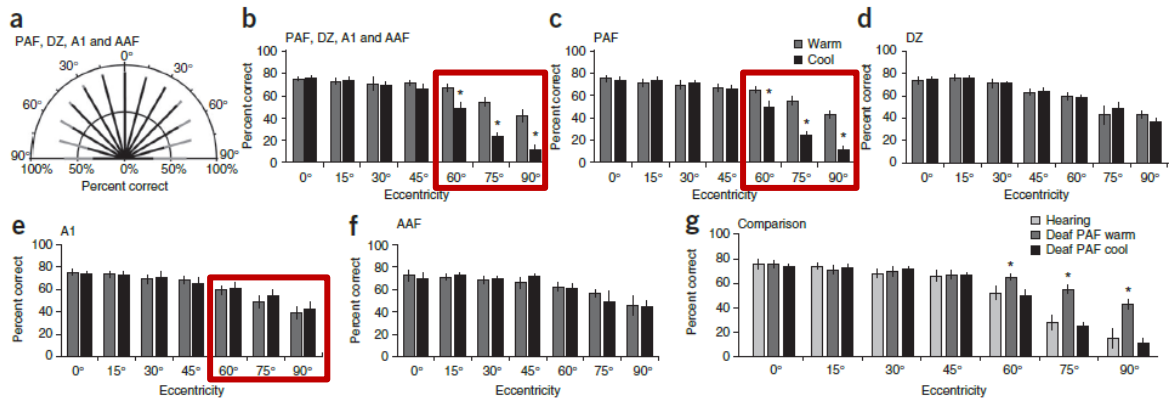 a
PAF, DZ, A1 and AAF
0°
30° 30°
60° 60°
90° 90°
100% 50% 0% 50% 100%
Percent correct
b
PAF, DZ, A1 and AAF
Percent correct
100
80
60
40
20
0
* * *
0° 15° 30° 45° 60° 75° 90°
Eccentricity
c
PAF
Warm
Cool
Percent correct
100
80
60
40
20
0
* * *
0° 15° 30° 45° 60° 75° 90°
Eccentricity
d
DZ
Percent correct
100
80
60
40
20
0
0° 15° 30° 45° 60° 75° 90°
Eccentricity
e
A1
Percent correct
100
80
60
40
20
0
0° 15° 30° 45° 60° 75° 90°
Eccentricity
f
AAF
Percent correct
100
80
60
40
20
0
0° 15° 30° 45° 60° 75° 90°
Eccentricity
g
Comparison
Hearing
Deaf PAF warm
Deaf PAF cool
Percent correct
100
80
60
40
20
0
* * *
0° 15° 30° 45° 60° 75° 90°
Eccentricity